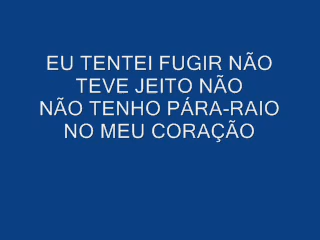 EU TENTEI FUGIR NÃO
TEVE JEITO NÃO
NÃO TENHO PÁRA-RAIO
NO MEU CORAÇÃO